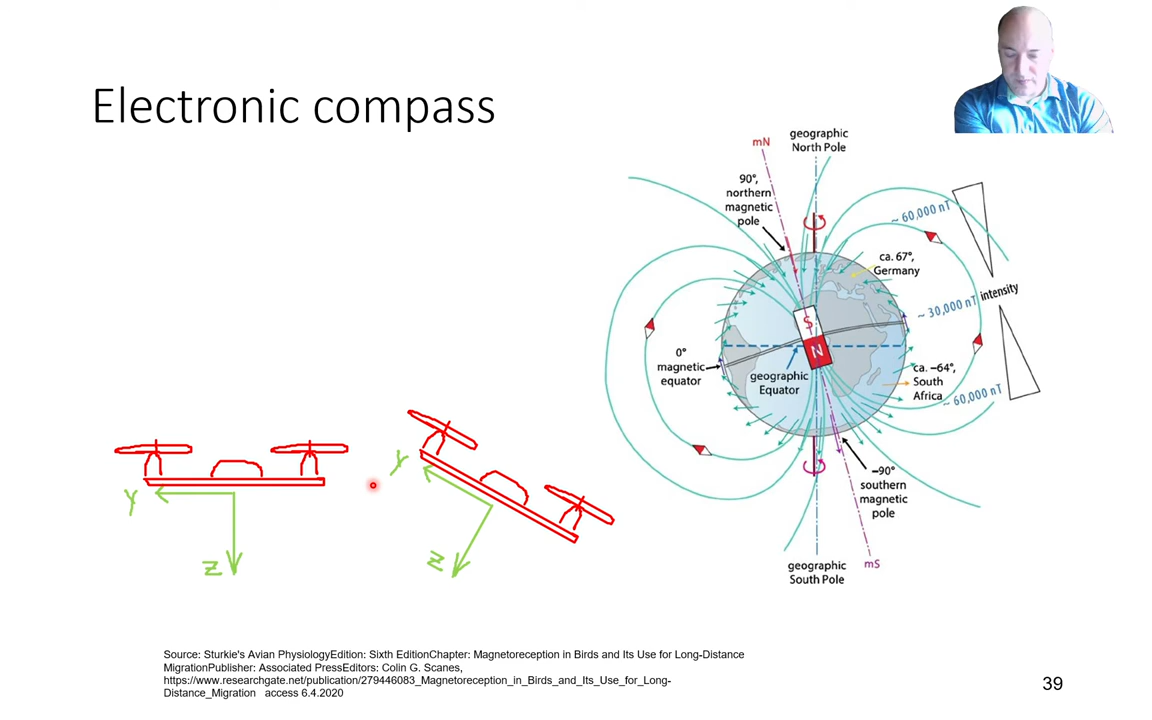 Electronic compass
geographic
North Pole
mN
90°,
northern
magnetic
pole
~ 60,000 nT
ca. 67°,
Germany
intensity
~ 30,000 nT
S
N
0°
magnetic
equator
geographic
Equator
ca. –64°,
South
Africa
~ 60,000 nT
–90°
southern
magnetic
pole
geographic
South Pole
mS
Y
Z
Y
Z
Source: Sturkie's Avian PhysiologyEdition: Sixth EditionChapter: Magnetoreception in Birds and Its Use for Long-Distance
MigrationPublisher: Associated PressEditors: Colin G. Scanes,
https://www.researchgate.net/publication/279446083_Magnetoreception_in_Birds_and_Its_Use_for_Long-
Distance_Migration access 6.4.2020
39